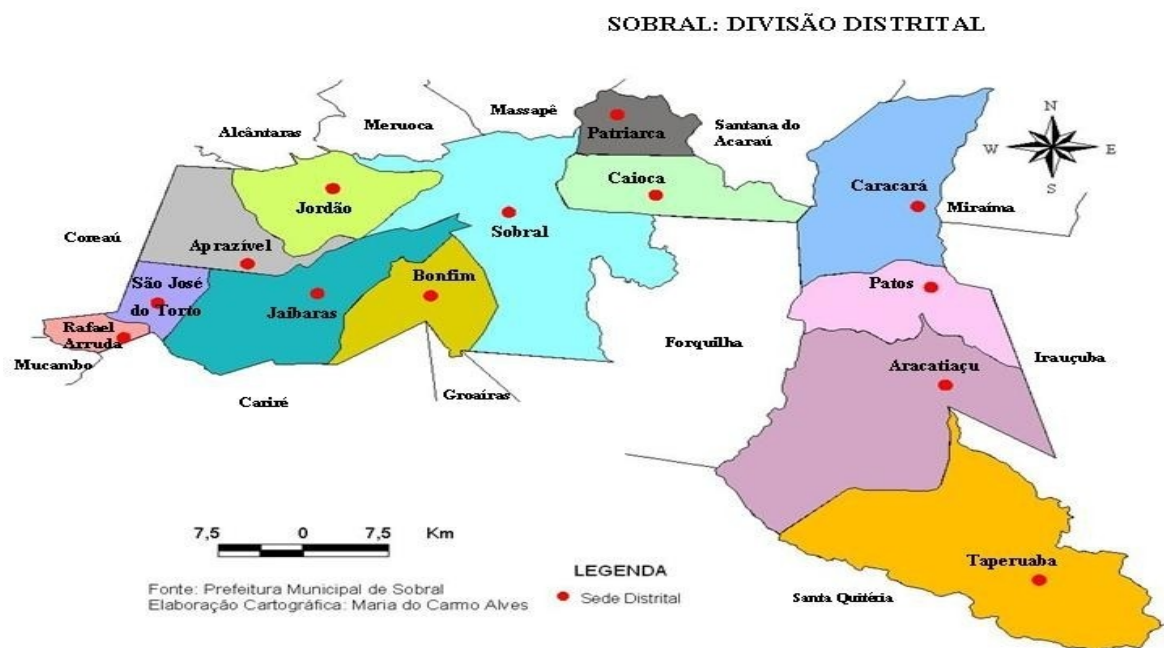 SOBRAL: DIVISÃO DISTRITAL
Massapê
Meruoca
Alcântaras
Patriarca
Santana do
Acaraú
N
W E
S
Caioca
Caracará
Miraíma
Jordão
Sobral
Coreaú
Aprazível
Bonfim
São José
do Torto
Jaibaras
Patos
Rafael
Arruda
Mucambo
Forquilha
Irauçuba
Aracatiaçu
Cariré
Groaíras
7,5 0 7,5 Km
Taperuaba
LEGENDA
Sede Distrital
Santa Quitéria
Fonte: Prefeitura Municipal de Sobral
Elaboração Cartográfica: Maria do Carmo Alves